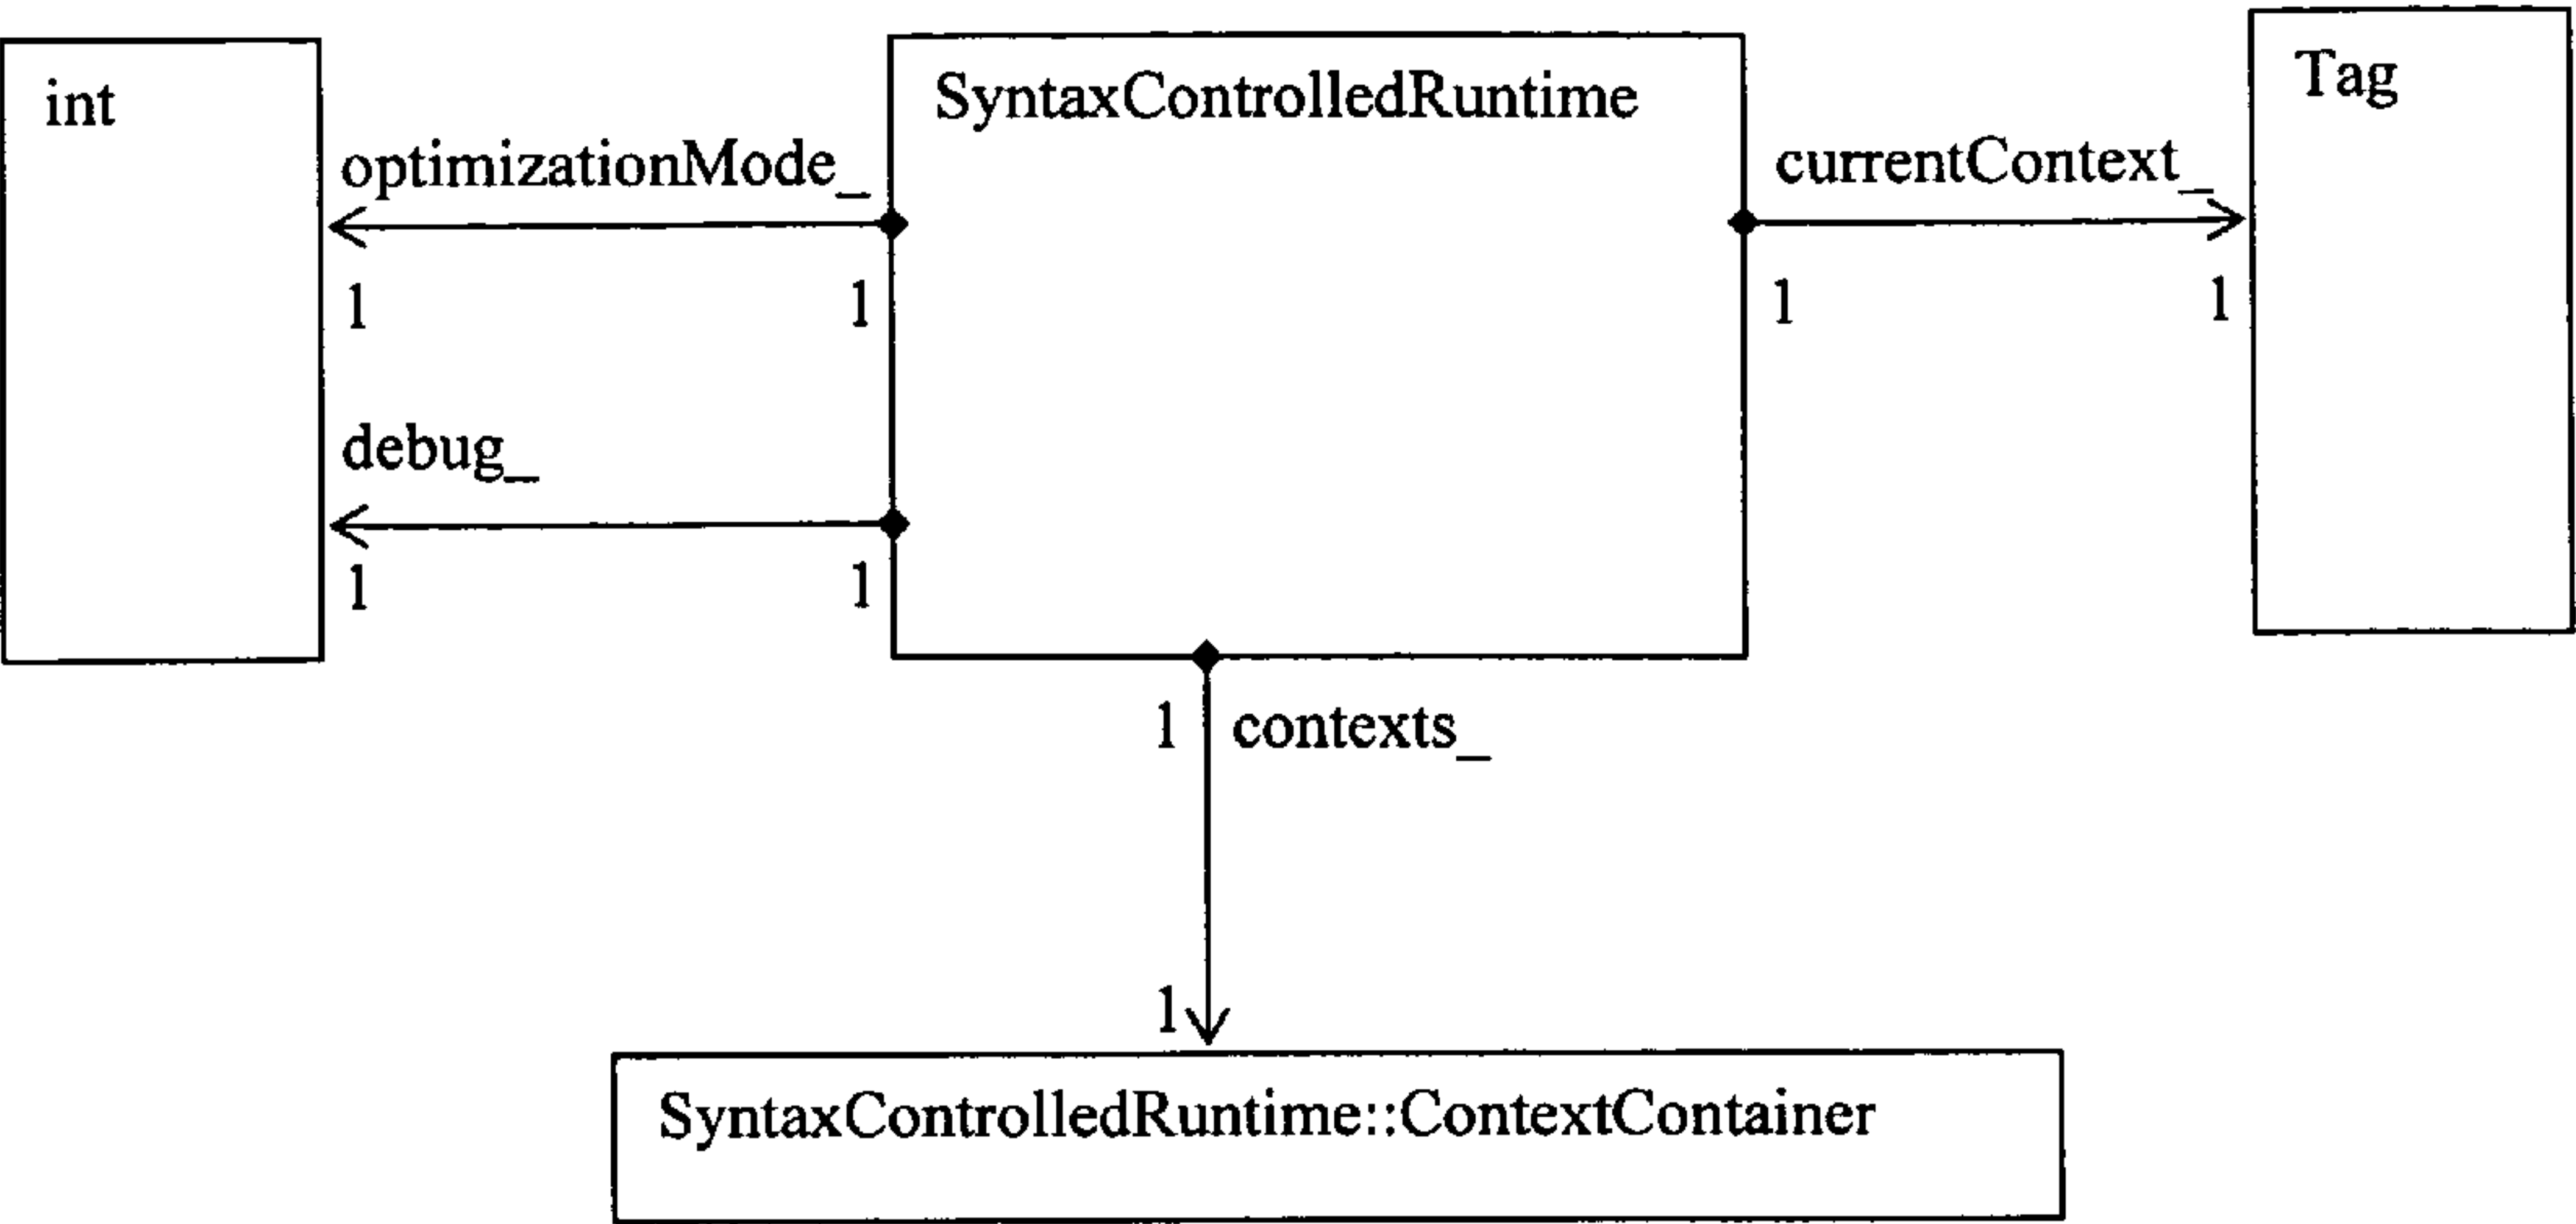 int
SyntaxControlledRuntime
Tag
optimizationMode_
currentContext_
1
1
1
1
debug_
1
1
1
contexts_
1
SyntaxControlledRuntime::ContextContainer